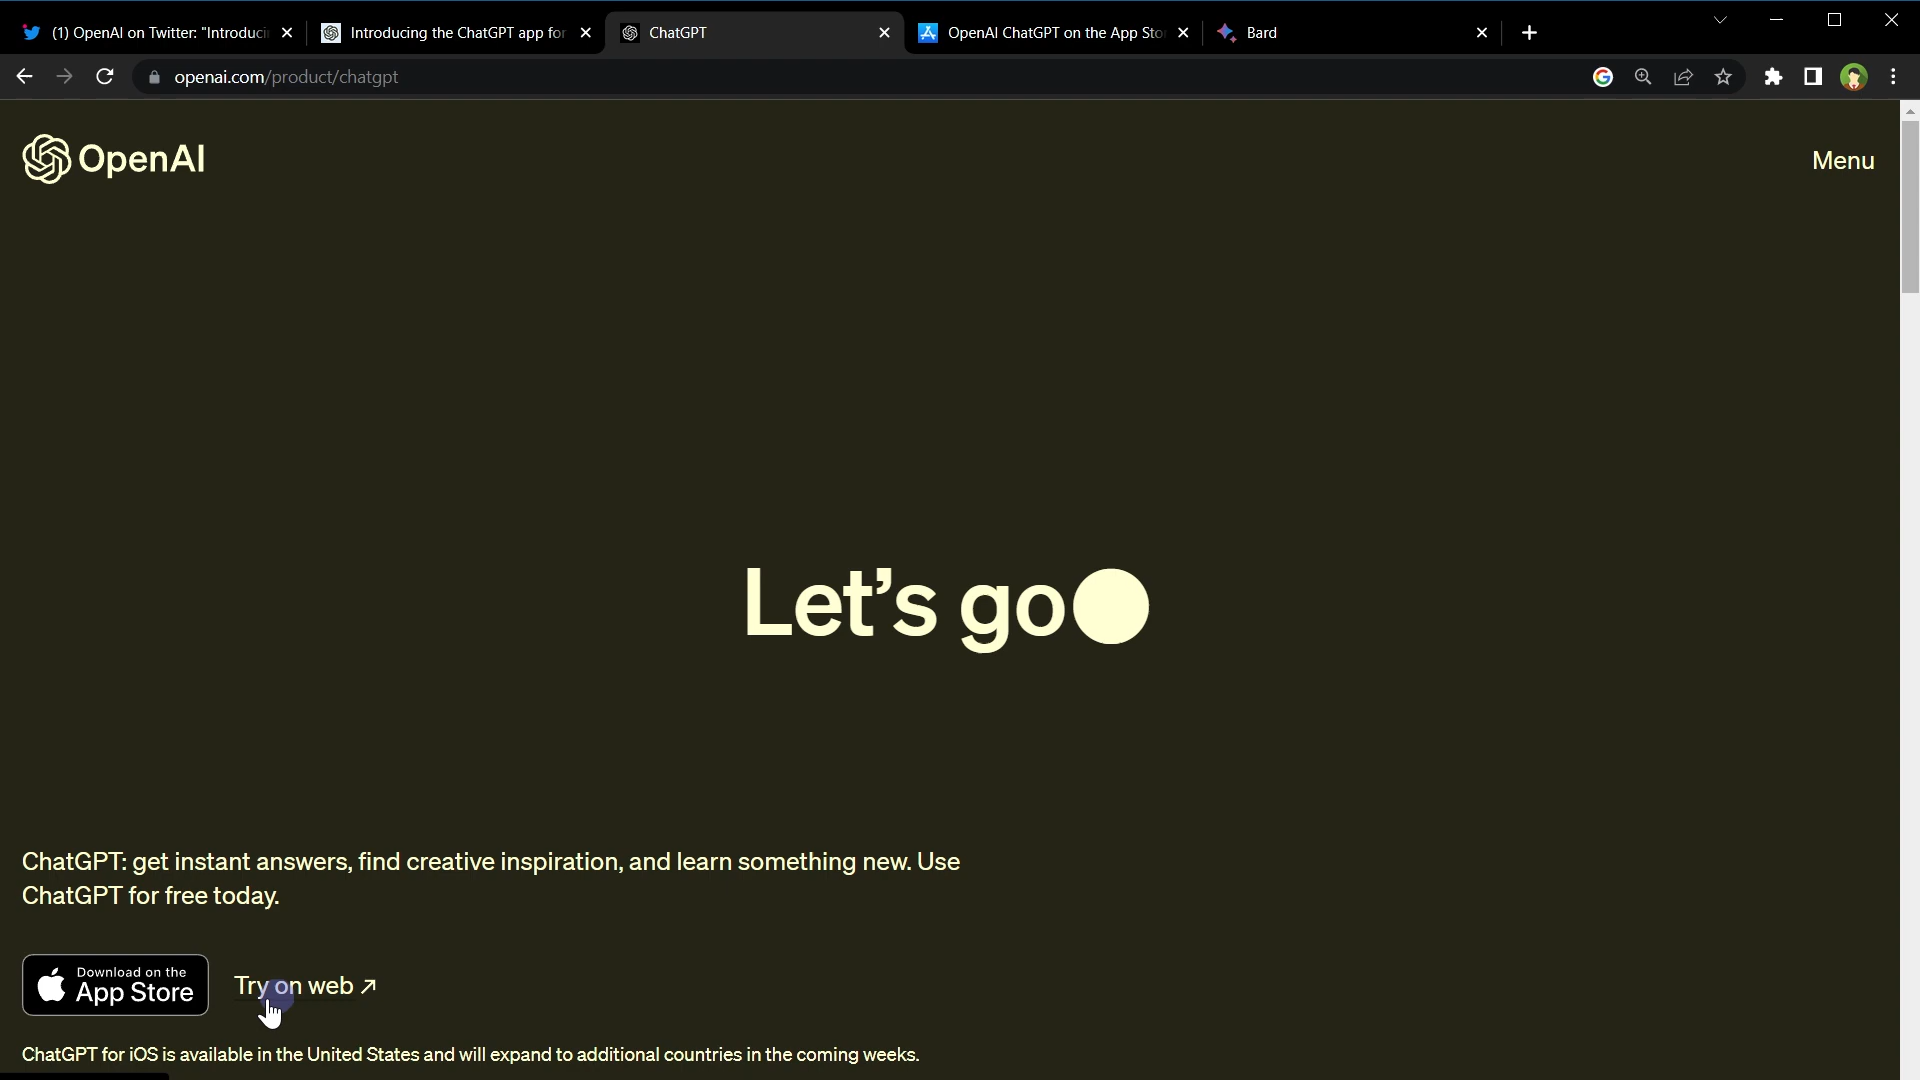 (1) OpenAI on Twitter: "Introduci
Introducing the ChatGPT app for
ChatGPT
OpenAI ChatGPT on the App Sto
Bard
openai.com/product/chatgpt
OpenAI
Menu
Let's go
ChatGPT: get instant answers, find creative inspiration, and learn something new. Use
ChatGPT for free today.
Download on the
App Store
Try on web ↗
ChatGPT for iOS is available in the United States and will expand to additional countries in the coming weeks.